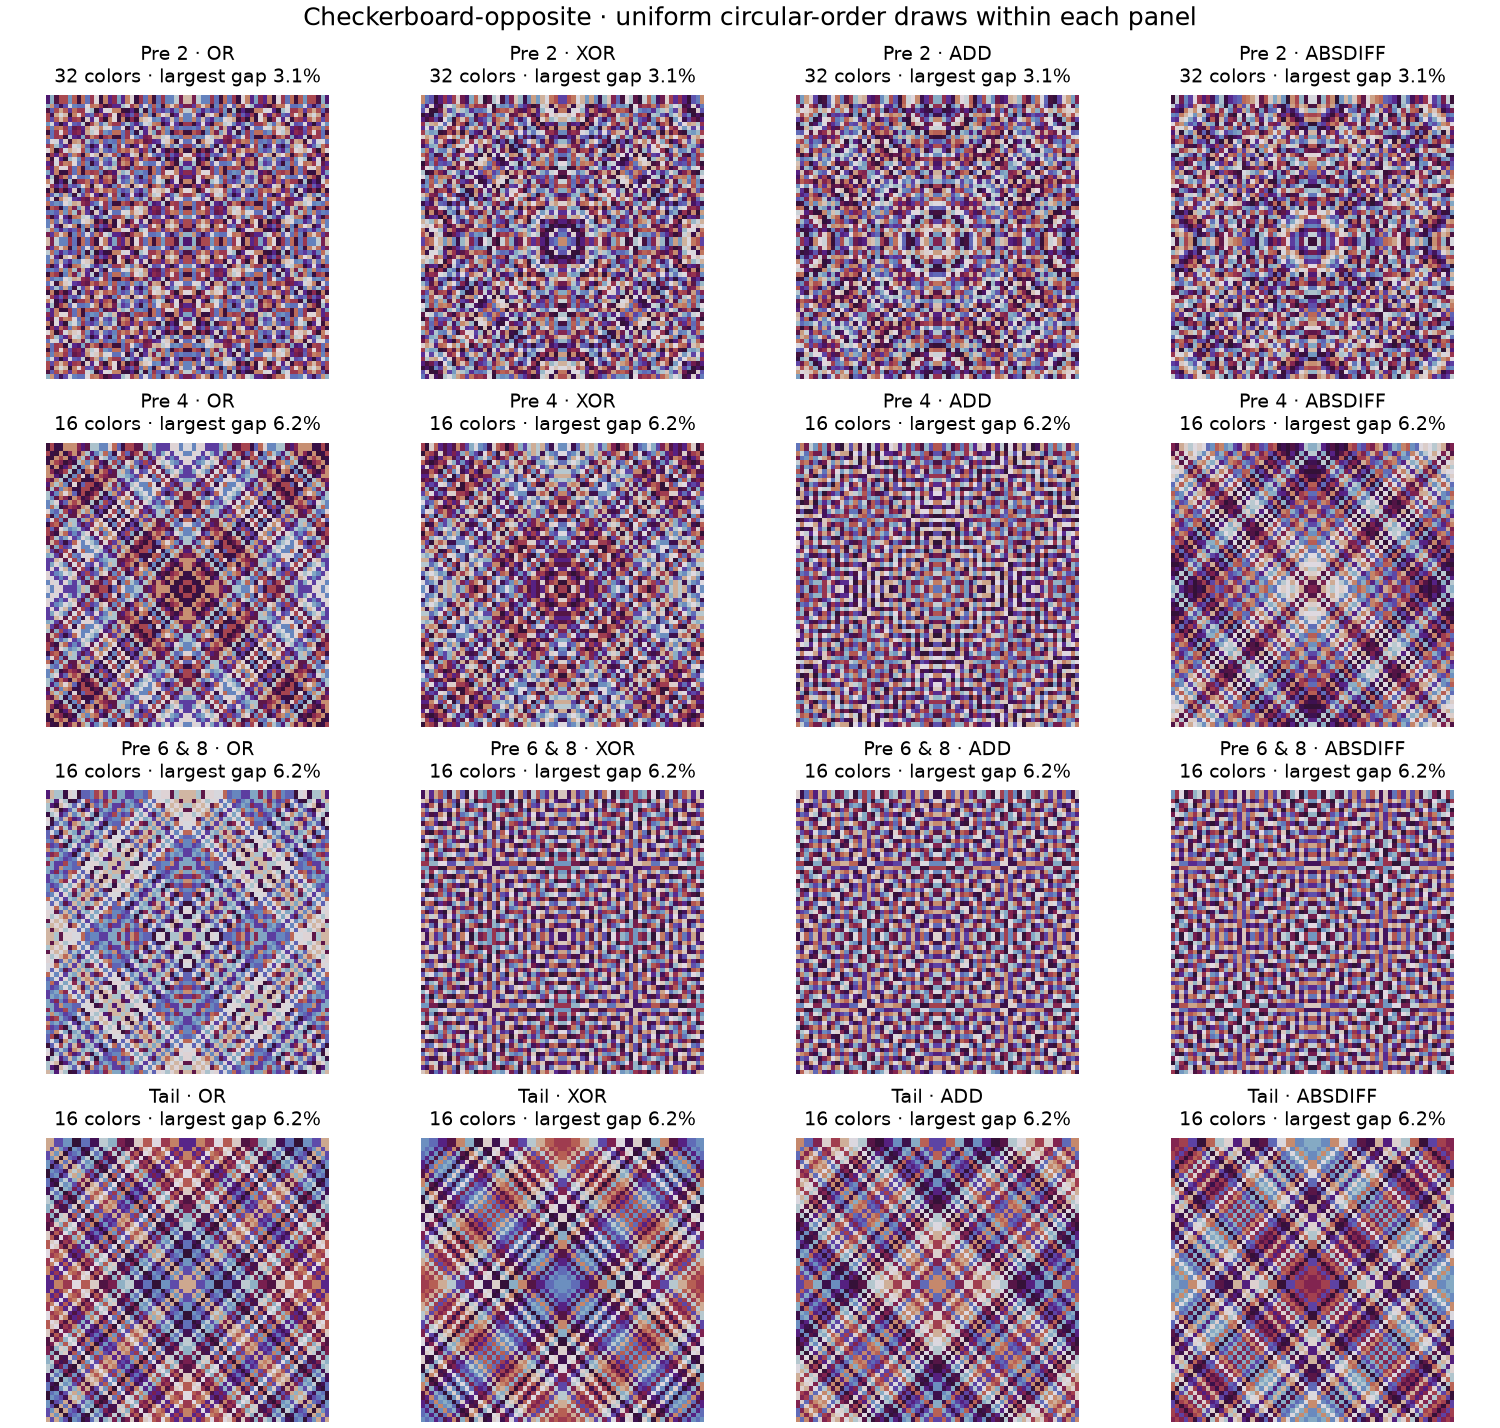 Checkerboard-opposite · uniform circular-order draws within each panel
Pre 2 · OR
32 colors · largest gap 3.1%
Pre 2 · XOR
32 colors · largest gap 3.1%
Pre 2 · ADD
32 colors · largest gap 3.1%
Pre 2 · ABSDIFF
32 colors · largest gap 3.1%
Pre 4 · OR
16 colors · largest gap 6.2%
Pre 4 · XOR
16 colors · largest gap 6.2%
Pre 4 · ADD
16 colors · largest gap 6.2%
Pre 4 · ABSDIFF
16 colors · largest gap 6.2%
Pre 6 & 8 · OR
16 colors · largest gap 6.2%
Pre 6 & 8 · XOR
16 colors · largest gap 6.2%
Pre 6 & 8 · ADD
16 colors · largest gap 6.2%
Pre 6 & 8 · ABSDIFF
16 colors · largest gap 6.2%
Tail · OR
16 colors · largest gap 6.2%
Tail · XOR
16 colors · largest gap 6.2%
Tail · ADD
16 colors · largest gap 6.2%
Tail · ABSDIFF
16 colors · largest gap 6.2%